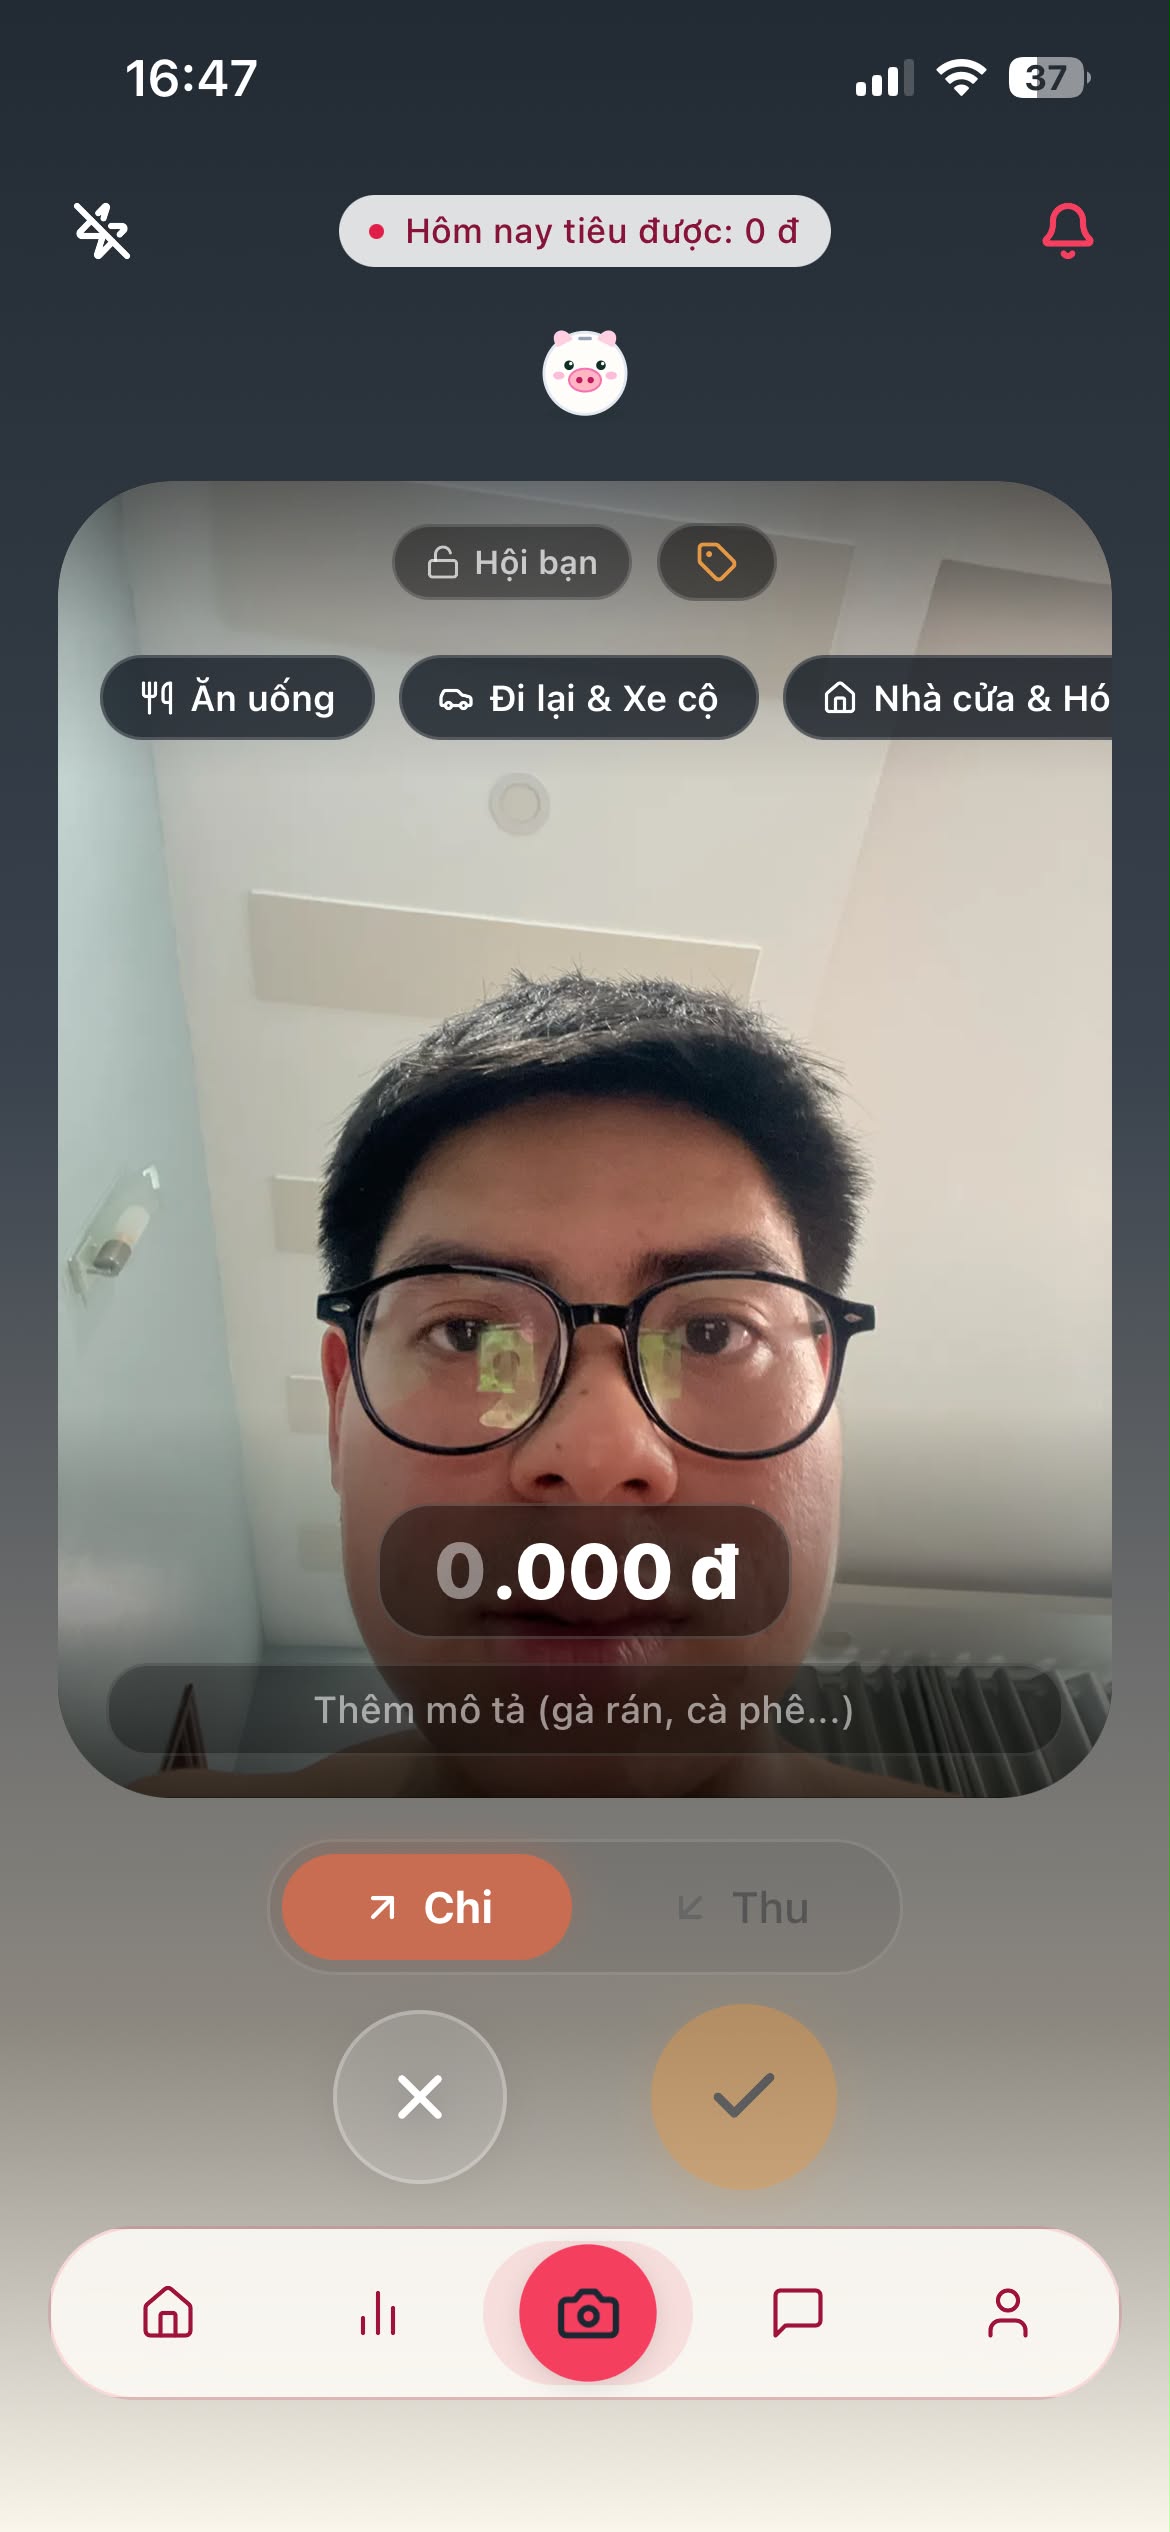 16:47
37
Hôm nay tiêu được: 0 đ
Hội bạn
Ăn uống
Đi lại & Xe cộ
Nhà cửa & Hó
0.000 đ
Thêm mô tả (gà rán, cà phê...)
Chi
Thu